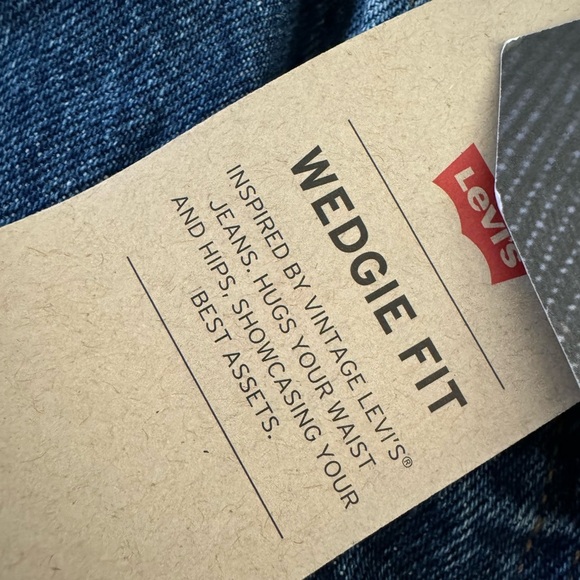 Levi's
WEDGIE FIT
INSPIRED BY VINTAGE LEVI'S®
JEANS. HUGS YOUR WAIST
AND HIPS, SHOWCASING YOUR
BEST ASSETS.